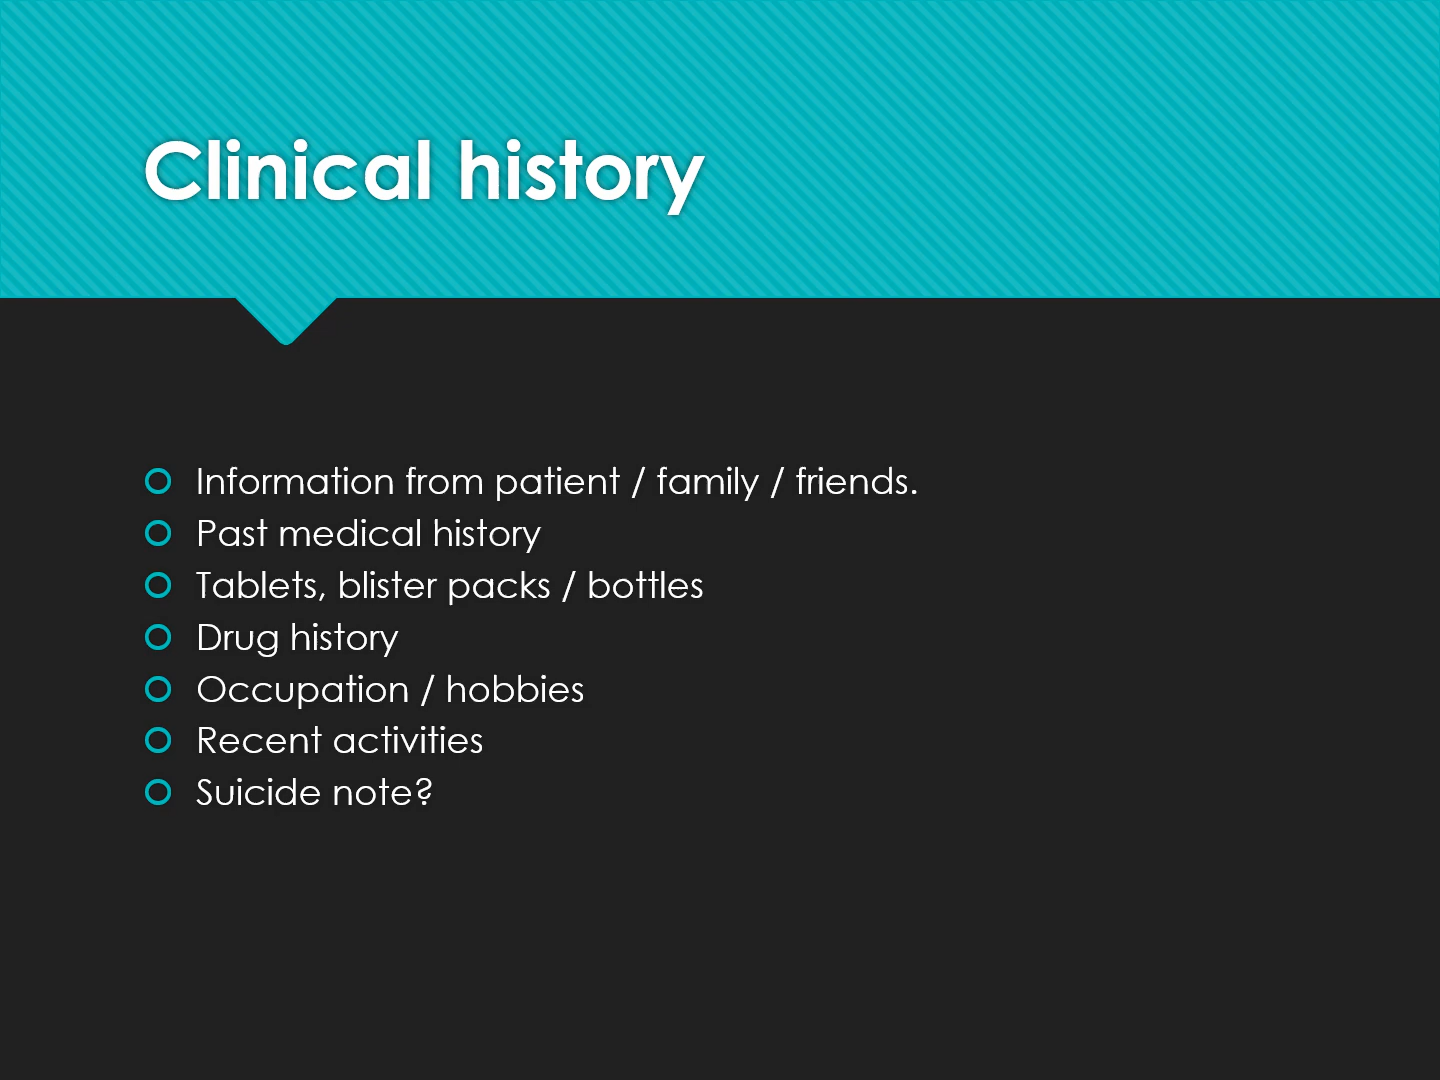 Clinical history
Information from patient / family / friends.
Past medical history
Tablets, blister packs / bottles
Drug history
Occupation / hobbies
Recent activities
Suicide note?